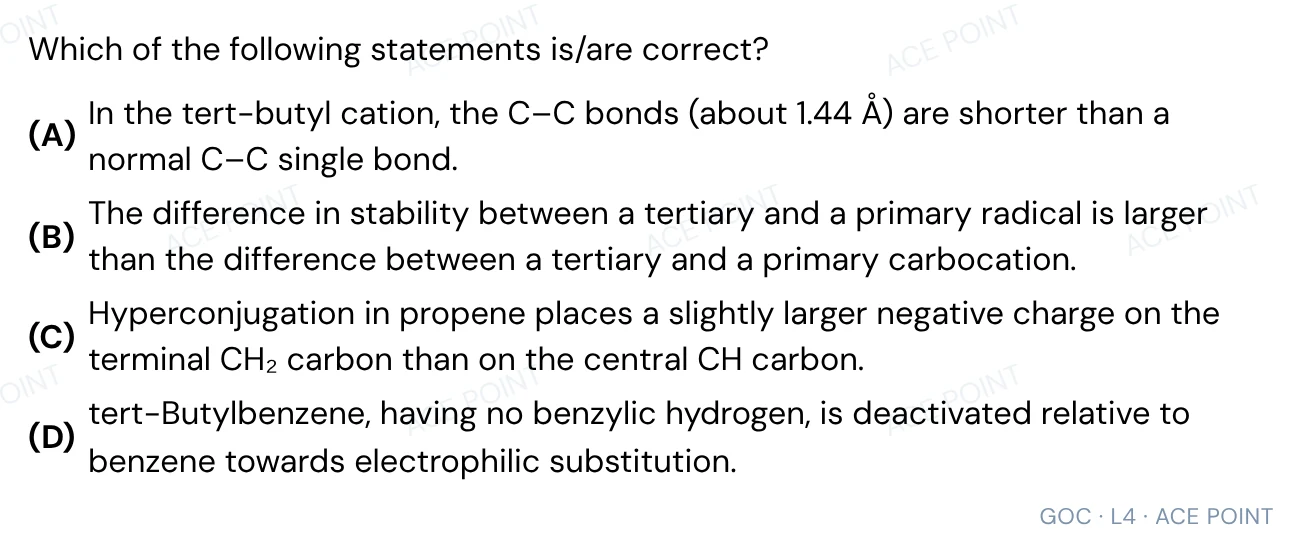 Which of the following statements is/are correct?
(A) In the tert-butyl cation, the C–C bonds (about 1.44 Å) are shorter than a
normal C–C single bond.
(B) The difference in stability between a tertiary and a primary radical is larger
than the difference between a tertiary and a primary carbocation.
(C) Hyperconjugation in propene places a slightly larger negative charge on the
terminal CH₂ carbon than on the central CH carbon.
(D) tert-Butylbenzene, having no benzylic hydrogen, is deactivated relative to
benzene towards electrophilic substitution.
GOC · L4 · ACE POINT